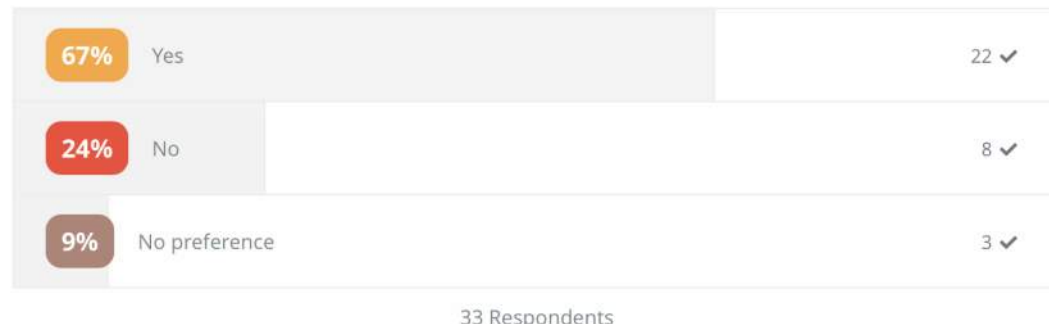 67% Yes 22 ✔
24% No 8 ✔
9% No preference 3 ✔
33 Respondents